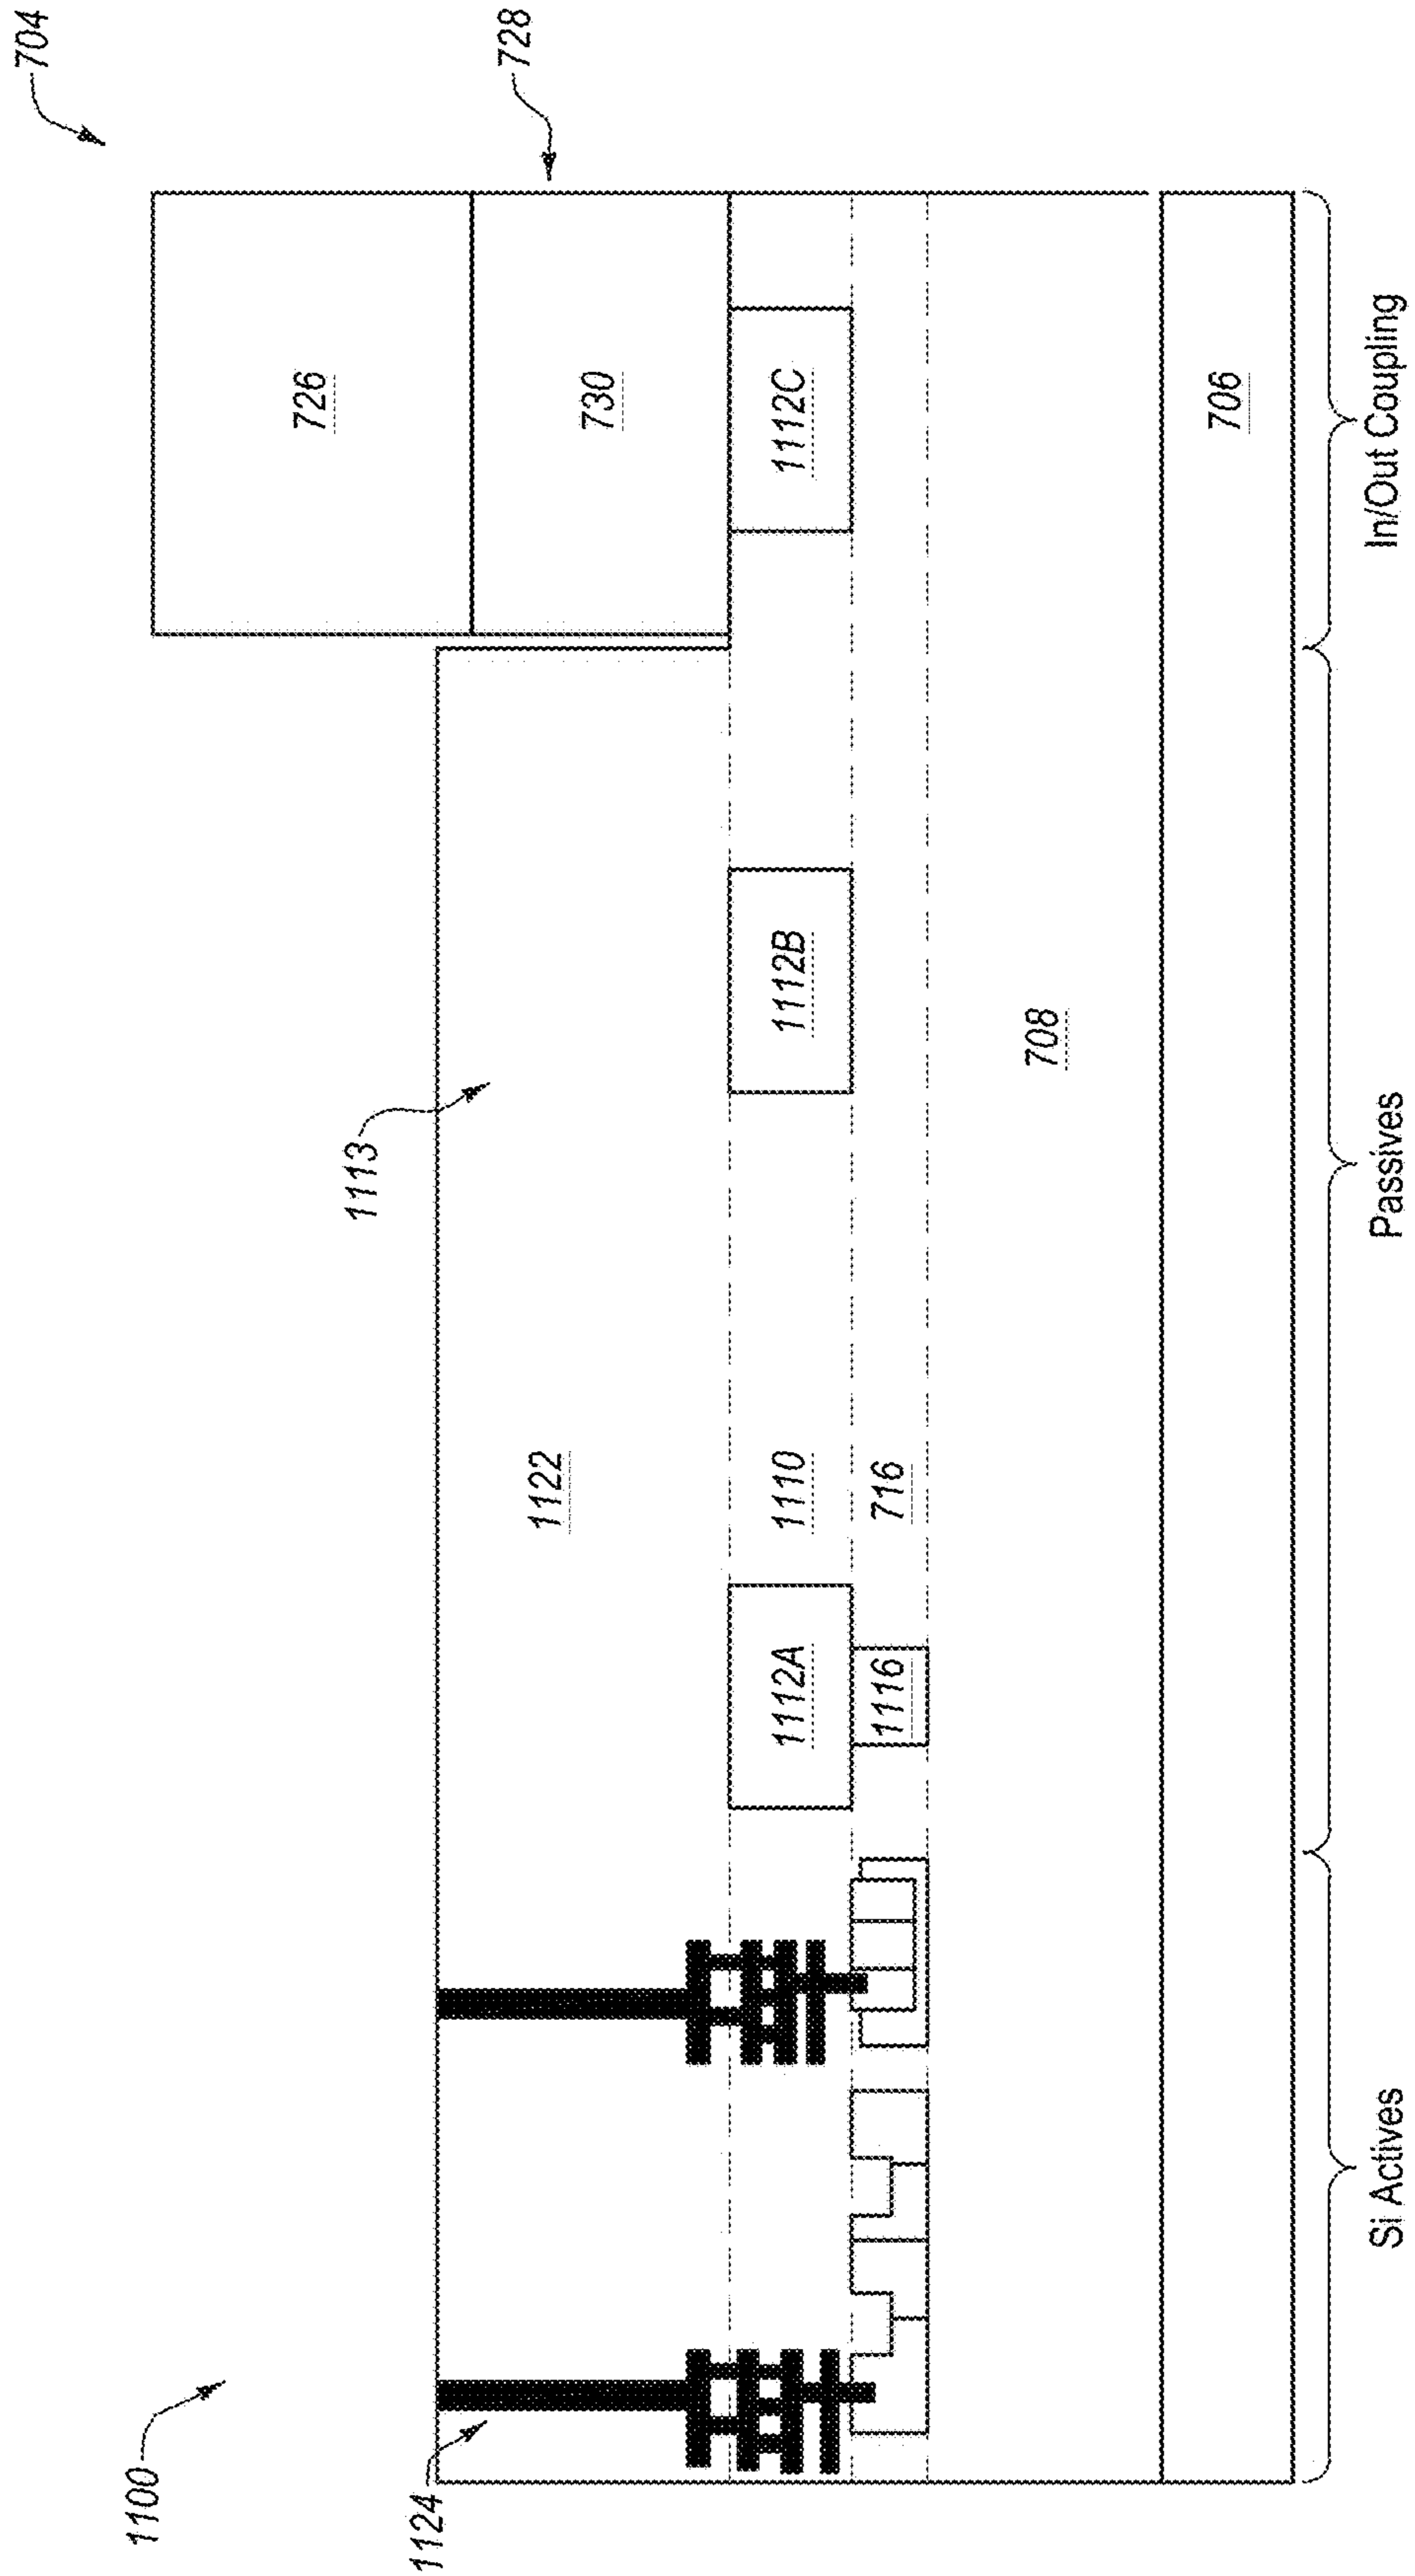 704
728
1100
1124
1113
726
730
1122
1112A
1110
1112B
1112C
1116
716
708
706
Si Actives
Passives
In/Out Coupling